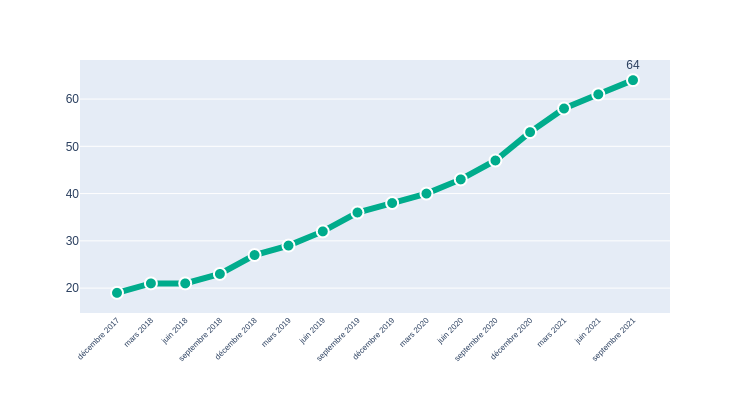 64
60
50
40
30
20
décembre 2017
mars 2018
juin 2018
septembre 2018
décembre 2018
mars 2019
juin 2019
septembre 2019
décembre 2019
mars 2020
juin 2020
septembre 2020
décembre 2020
mars 2021
juin 2021
septembre 2021